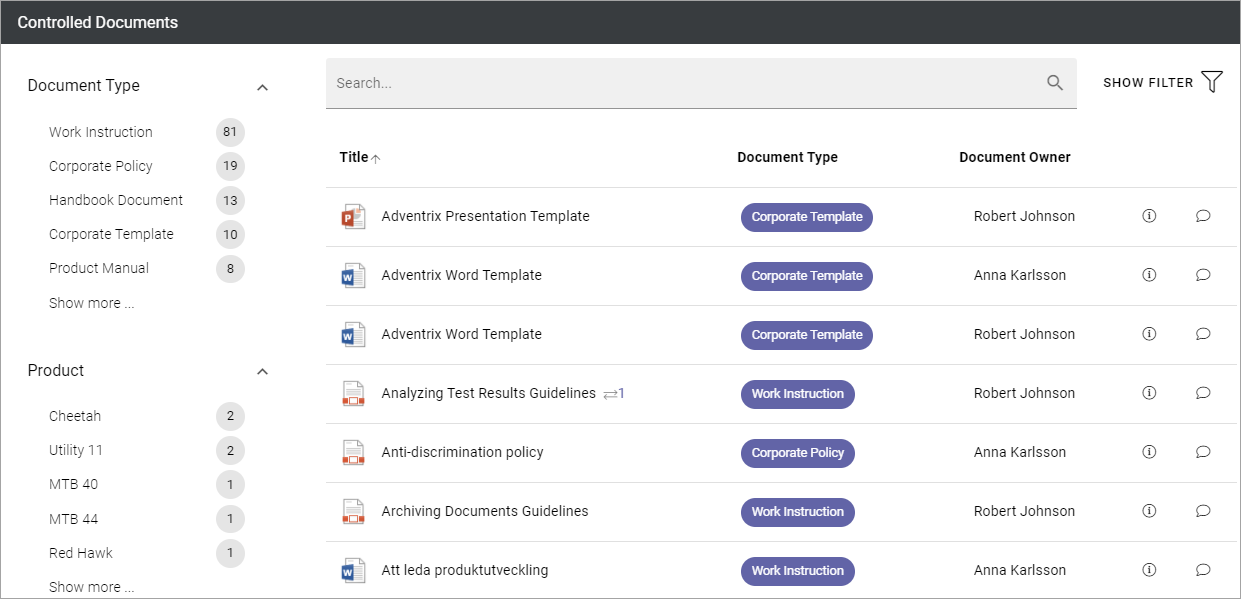 Controlled Documents
Document Type
Work Instruction 81
Corporate Policy 19
Handbook Document 13
Corporate Template 10
Product Manual 8
Show more ...
Product
Cheetah 2
Utility 11 2
MTB 40 1
MTB 44 1
Red Hawk 1
Show more ...
Search...
SHOW FILTER
Title Document Type Document Owner
Adventrix Presentation Template Corporate Template Robert Johnson
Adventrix Word Template Corporate Template Anna Karlsson
Adventrix Word Template Corporate Template Robert Johnson
Analyzing Test Results Guidelines 1 Work Instruction Robert Johnson
Anti-discrimination policy Corporate Policy Anna Karlsson
Archiving Documents Guidelines Work Instruction Robert Johnson
Att leda produktutveckling Work Instruction Anna Karlsson